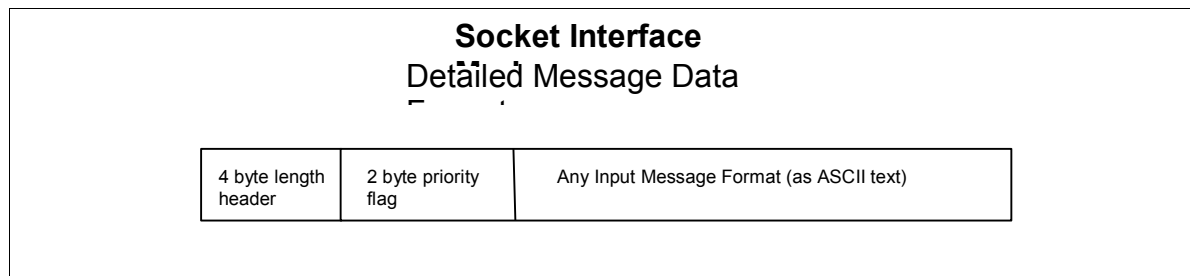 Socket Interface
Detailed Message Data
4 byte length
header
2 byte priority
flag
Any Input Message Format (as ASCII text)